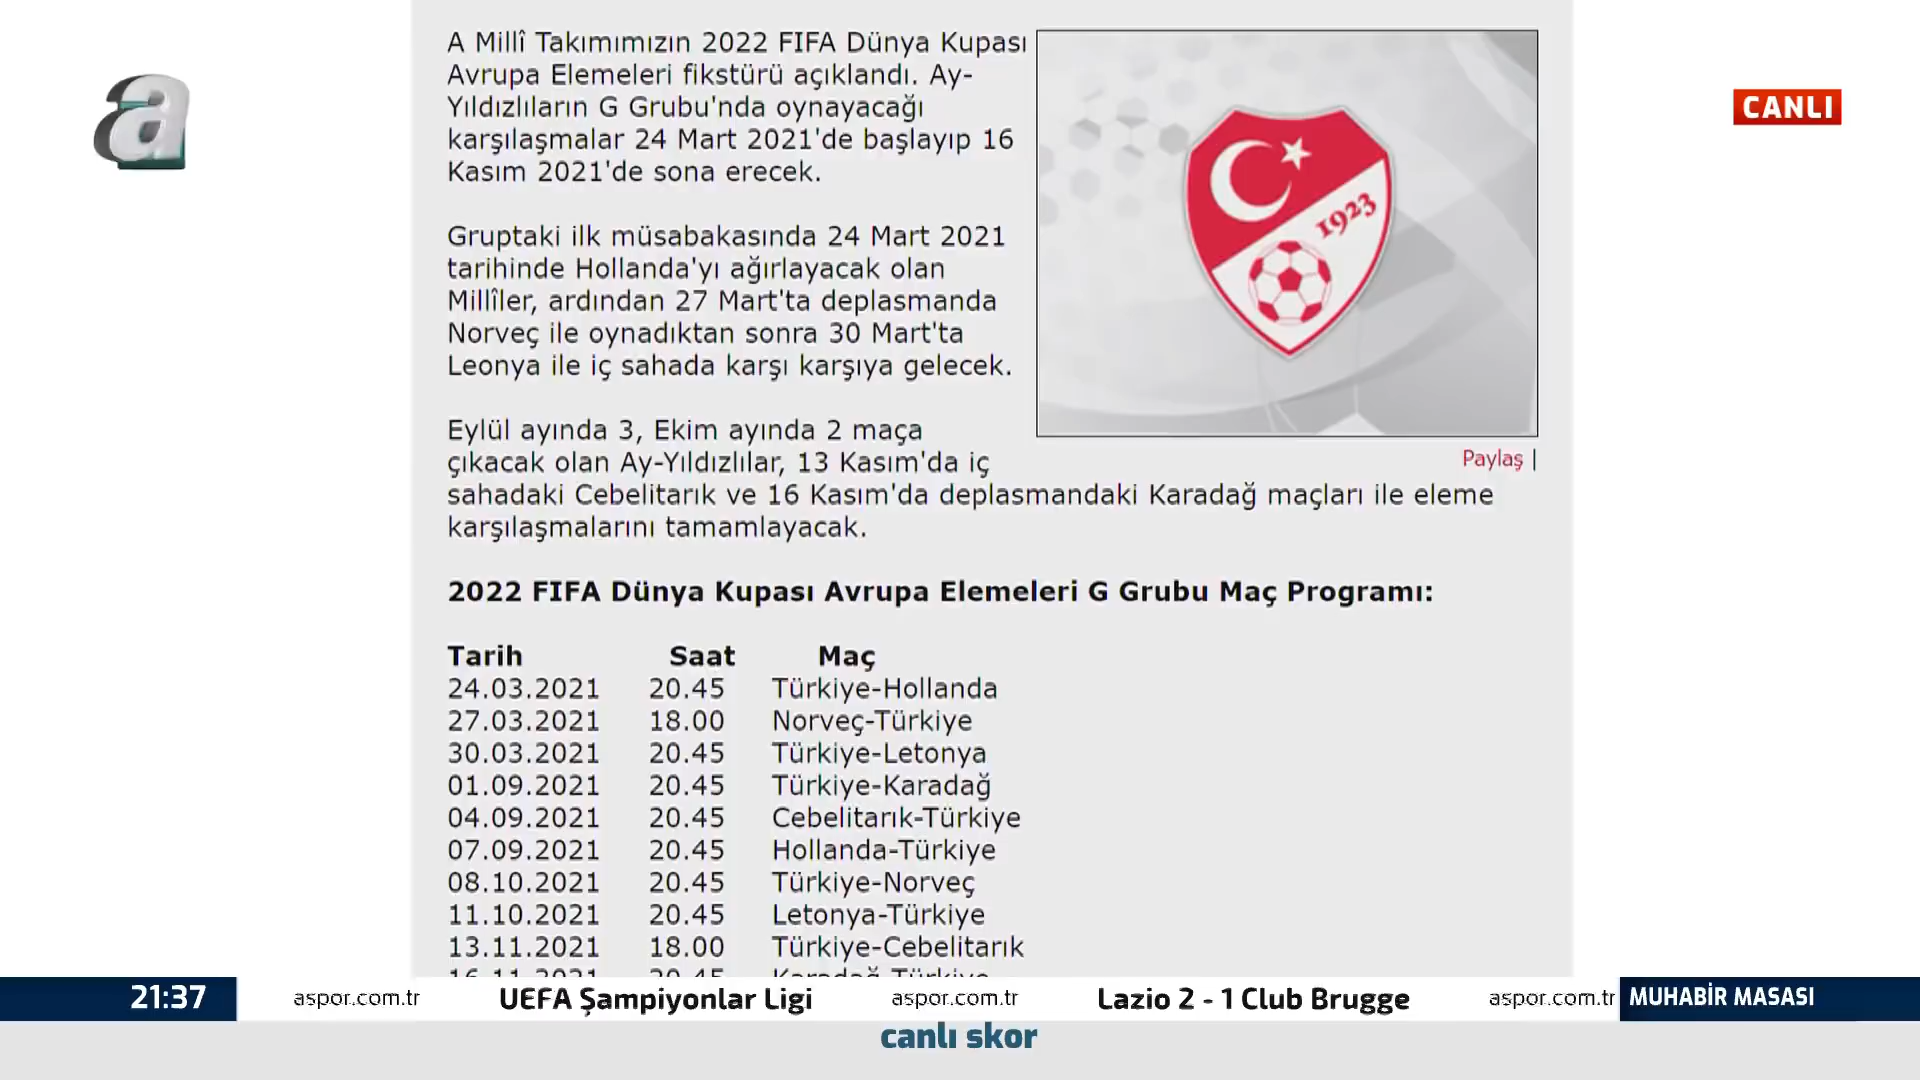 A Millî Takımımızın 2022 FIFA Dünya Kupası
Avrupa Elemeleri fikstürü açıklandı. Ay-
Yıldızlıların G Grubu'nda oynayacağı
karşılaşmalar 24 Mart 2021'de başlayıp 16
Kasım 2021'de sona erecek.
Gruptaki ilk müsabakasında 24 Mart 2021
tarihinde Hollanda'yı ağırlayacak olan
Millîler, ardından 27 Mart'ta deplasmanda
Norveç ile oynadıktan sonra 30 Mart'ta
Leonya ile iç sahada karşı karşıya gelecek.
Eylül ayında 3, Ekim ayında 2 maça
çıkacak olan Ay-Yıldızlılar, 13 Kasım'da iç
sahadaki Cebelitarık ve 16 Kasım'da deplasmandaki Karadağ maçları ile eleme
karşılaşmalarını tamamlayacak.
a
CANLI
1923
Paylaş |
2022 FIFA Dünya Kupası Avrupa Elemeleri G Grubu Maç Programı:
Tarih Saat Maç
24.03.2021 20.45 Türkiye-Hollanda
27.03.2021 18.00 Norveç-Türkiye
30.03.2021 20.45 Türkiye-Letonya
01.09.2021 20.45 Türkiye-Karadağ
04.09.2021 20.45 Cebelitarık-Türkiye
07.09.2021 20.45 Hollanda-Türkiye
08.10.2021 20.45 Türkiye-Norveç
11.10.2021 20.45 Letonya-Türkiye
13.11.2021 18.00 Türkiye-Cebelitarık
16.11.2021 20.45 Karadağ-Türkiye
21:37 aspor.com.tr UEFA Şampiyonlar Ligi aspor.com.tr Lazio 2 - 1 Club Brugge aspor.com.tr MUHABİR MASASI
canlı skor